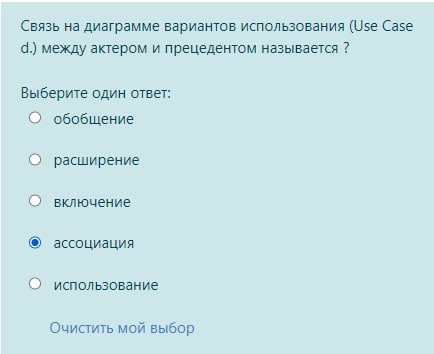 Связь на диаграмме вариантов использования (Use Case
d.) между актером и прецедентом называется ?
Выберите один ответ:
обобщение
расширение
включение
ассоциация
использование
Очистить мой выбор